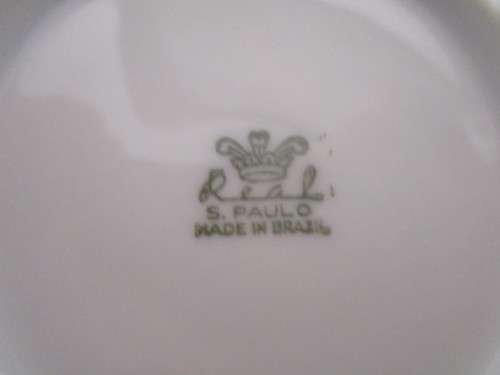 Real
S. PAULO
MADE IN BRAZIL